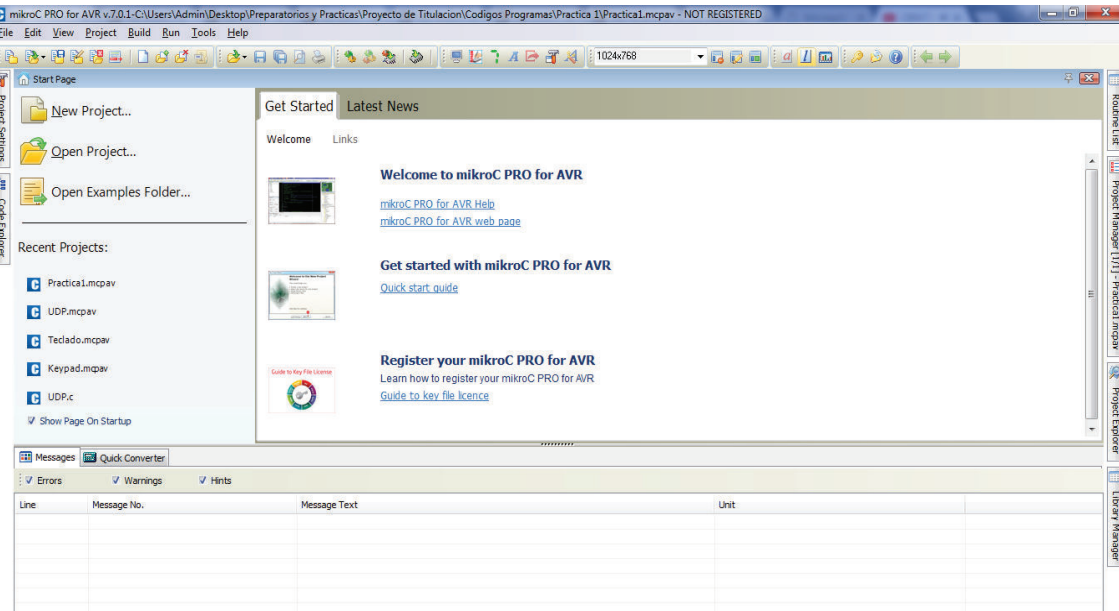 mikroC PRO for AVR v.7.0.1-C:\Users\Admin\Desktop\Preparatorios y Practicas\Proyecto de Titulacion\Codigos Programas\Practica 1\Practica1.mcpav - NOT REGISTERED
File Edit View Project Build Run Tools Help
1024x768
Start Page
Project Settings
Code Explorer
New Project...
Open Project...
Open Examples Folder...
Recent Projects:
Practica1.mcpav
UDP.mcpav
Teclado.mcpav
Keypad.mcpav
UDP.c
Show Page On Startup
Get Started Latest News
Welcome Links
Welcome to mikroC PRO for AVR
mikroC PRO for AVR Help
mikroC PRO for AVR web page
Get started with mikroC PRO for AVR
Quick start guide
Guide to Key File License
Register your mikroC PRO for AVR
Learn how to register your mikroC PRO for AVR
Guide to key file licence
Routine List
Project Manager [1/1] - Practica1.mcpav
Project Explorer
Library Manager
Messages Quick Converter
Errors Warnings Hints
Line Message No. Message Text Unit